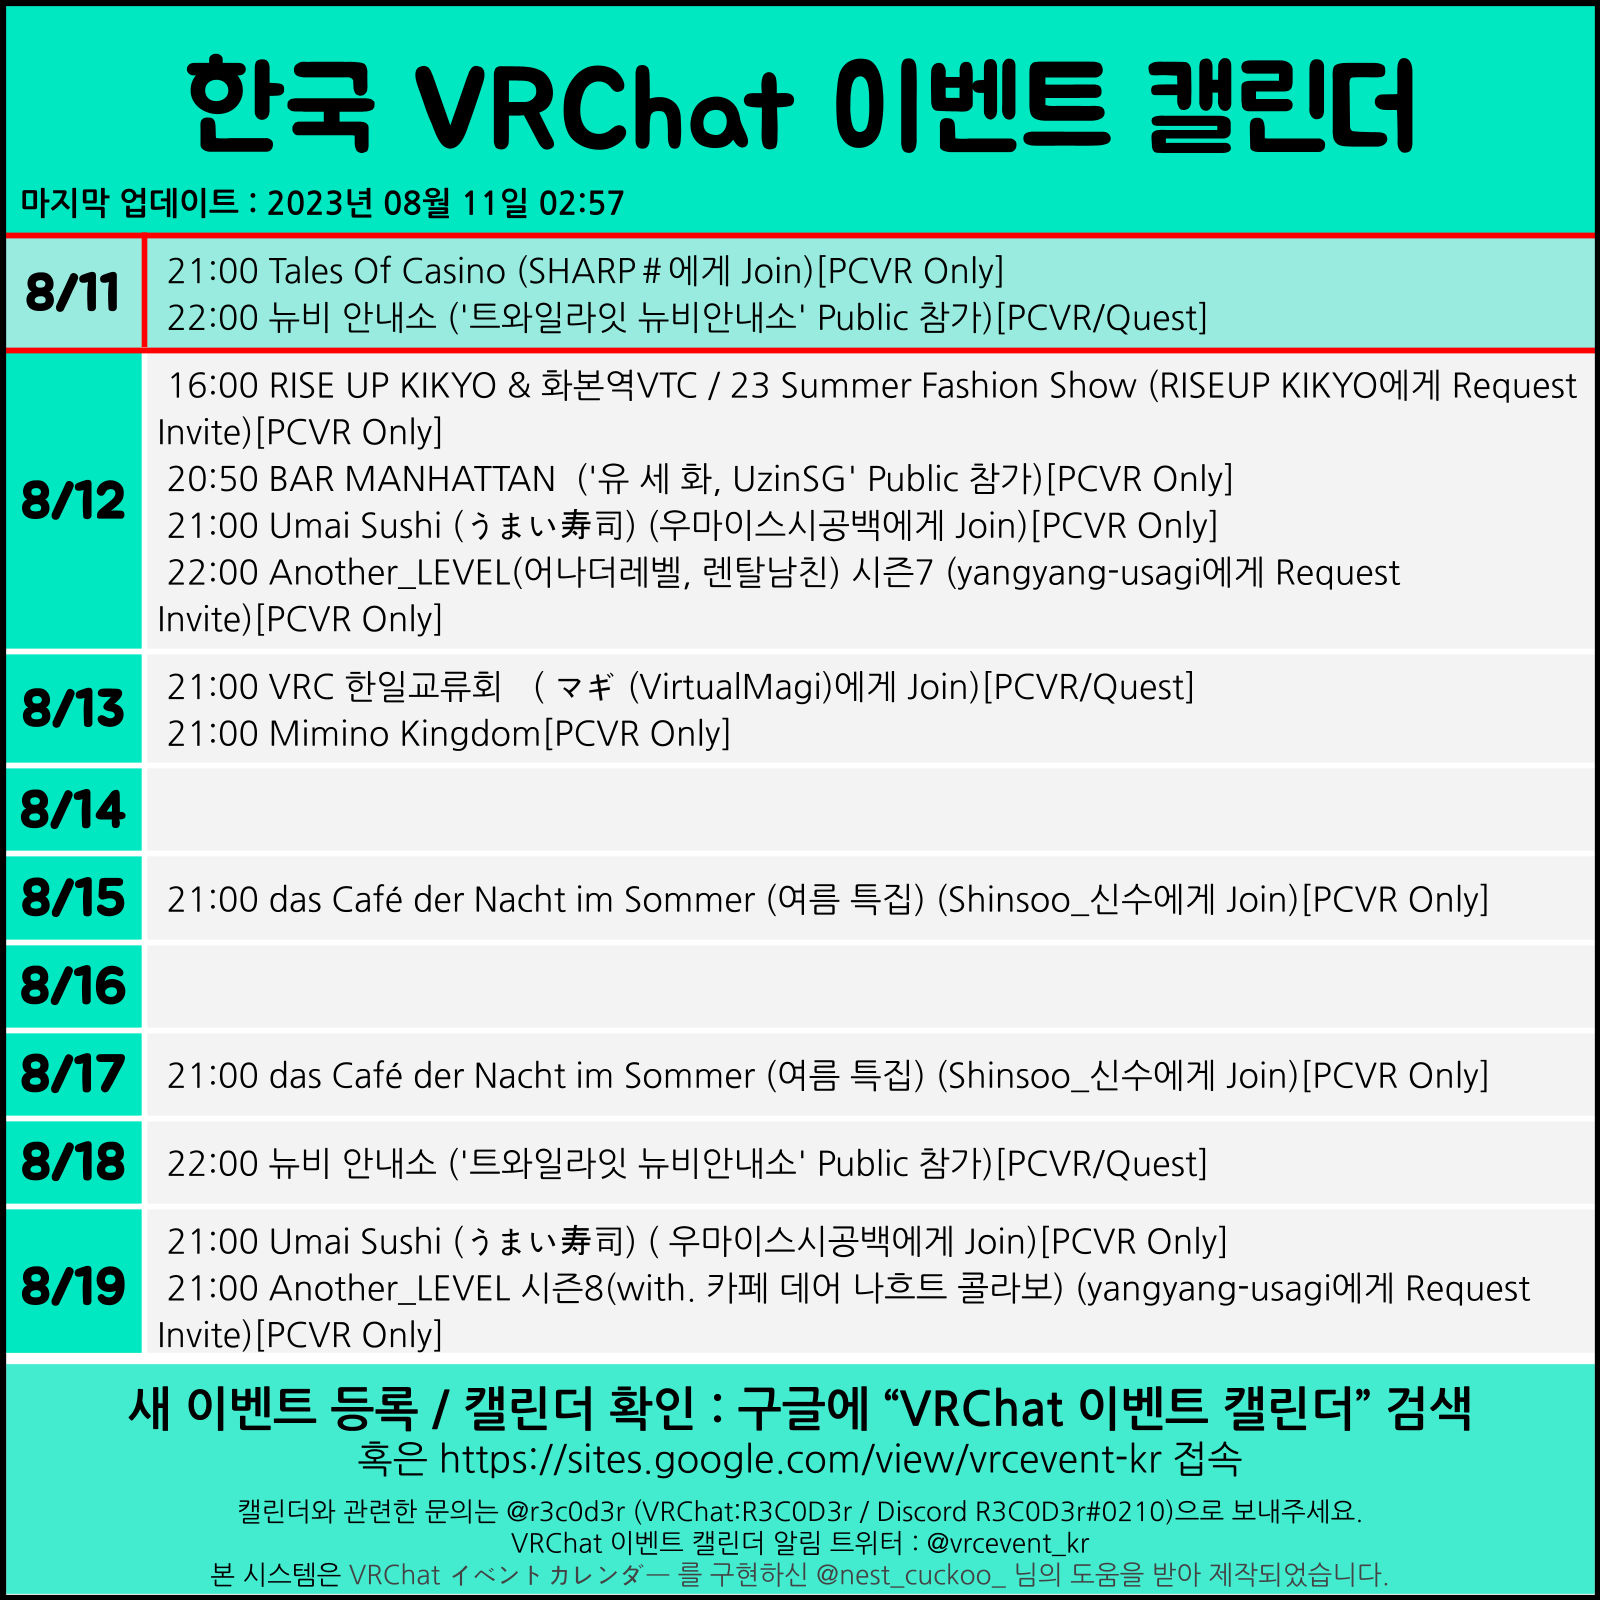 한국 VRChat 이벤트 캘린더
마지막 업데이트 : 2023년 08월 11일 02:57
8/11
21:00 Tales Of Casino (SHARP#에게 Join)[PCVR Only]
22:00 뉴비 안내소 ('트와일라잇 뉴비안내소' Public 참가)[PCVR/Quest]
8/12
16:00 RISE UP KIKYO & 화본역VTC / 23 Summer Fashion Show (RISEUP KIKYO에게 Request
Invite)[PCVR Only]
20:50 BAR MANHATTAN ('유 세 화, UzinSG' Public 참가)[PCVR Only]
21:00 Umai Sushi (うまい寿司) (우마이스시공백에게 Join)[PCVR Only]
22:00 Another_LEVEL(어나더레벨, 렌탈남친) 시즌7 (yangyang-usagi에게 Request
Invite)[PCVR Only]
8/13
21:00 VRC 한일교류회 ( マギ (VirtualMagi)에게 Join)[PCVR/Quest]
21:00 Mimino Kingdom[PCVR Only]
8/14
8/15
21:00 das Café der Nacht im Sommer (여름 특집) (Shinsoo_신수에게 Join)[PCVR Only]
8/16
8/17
21:00 das Café der Nacht im Sommer (여름 특집) (Shinsoo_신수에게 Join)[PCVR Only]
8/18
22:00 뉴비 안내소 ('트와일라잇 뉴비안내소' Public 참가)[PCVR/Quest]
8/19
21:00 Umai Sushi (うまい寿司) ( 우마이스시공백에게 Join)[PCVR Only]
21:00 Another_LEVEL 시즌8(with. 카페 데어 나흐트 콜라보) (yangyang-usagi에게 Request
Invite)[PCVR Only]
새 이벤트 등록 / 캘린더 확인 : 구글에 “VRChat 이벤트 캘린더” 검색
혹은 https://sites.google.com/view/vrcevent-kr 접속
캘린더와 관련한 문의는 @r3c0d3r (VRChat:R3C0D3r / Discord R3C0D3r#0210)으로 보내주세요.
VRChat 이벤트 캘린더 알림 트위터 : @vrcevent_kr
본 시스템은 VRChat イベントカレンダー 를 구현하신 @nest_cuckoo_ 님의 도움을 받아 제작되었습니다.